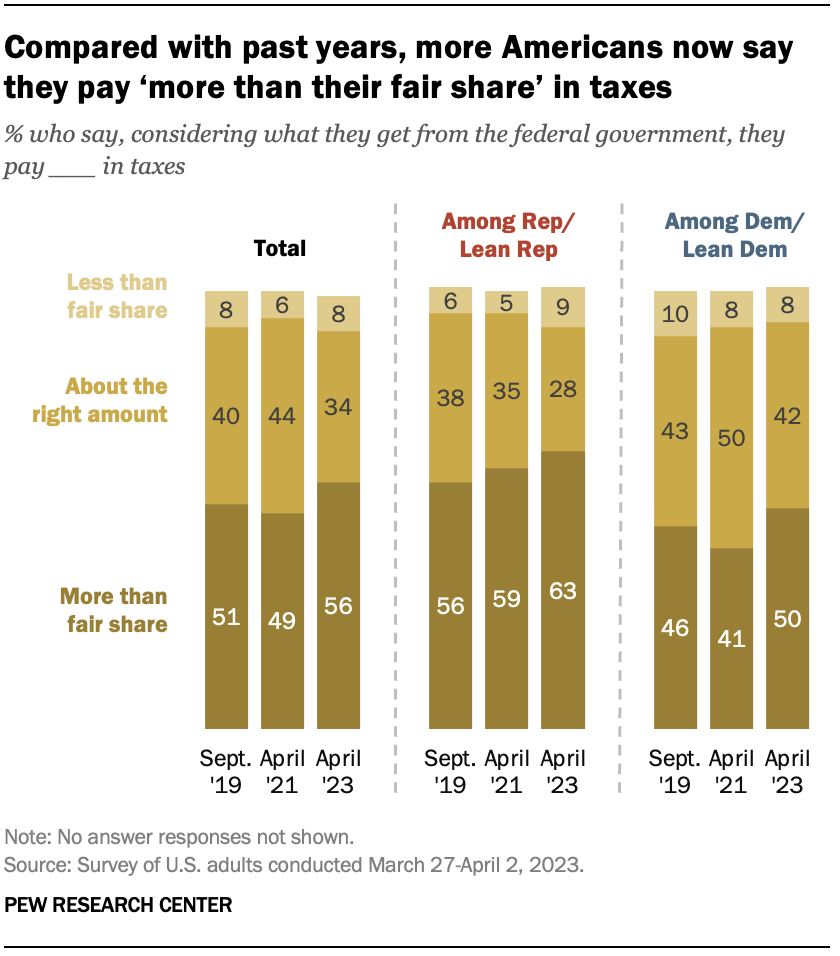 Compared with past years, more Americans now say
they pay ‘more than their fair share’ in taxes
% who say, considering what they get from the federal government, they
pay ___ in taxes
Total
Among Rep/
Lean Rep
Among Dem/
Lean Dem
Less than
fair share
8 6 8 6 5 9 10 8 8
About the
right amount
40 44 34 38 35 28 43 50 42
More than
fair share
51 49 56 56 59 63 46 41 50
Sept. April April Sept. April April Sept. April April
'19 '21 '23 '19 '21 '23 '19 '21 '23
Note: No answer responses not shown.
Source: Survey of U.S. adults conducted March 27-April 2, 2023.
PEW RESEARCH CENTER